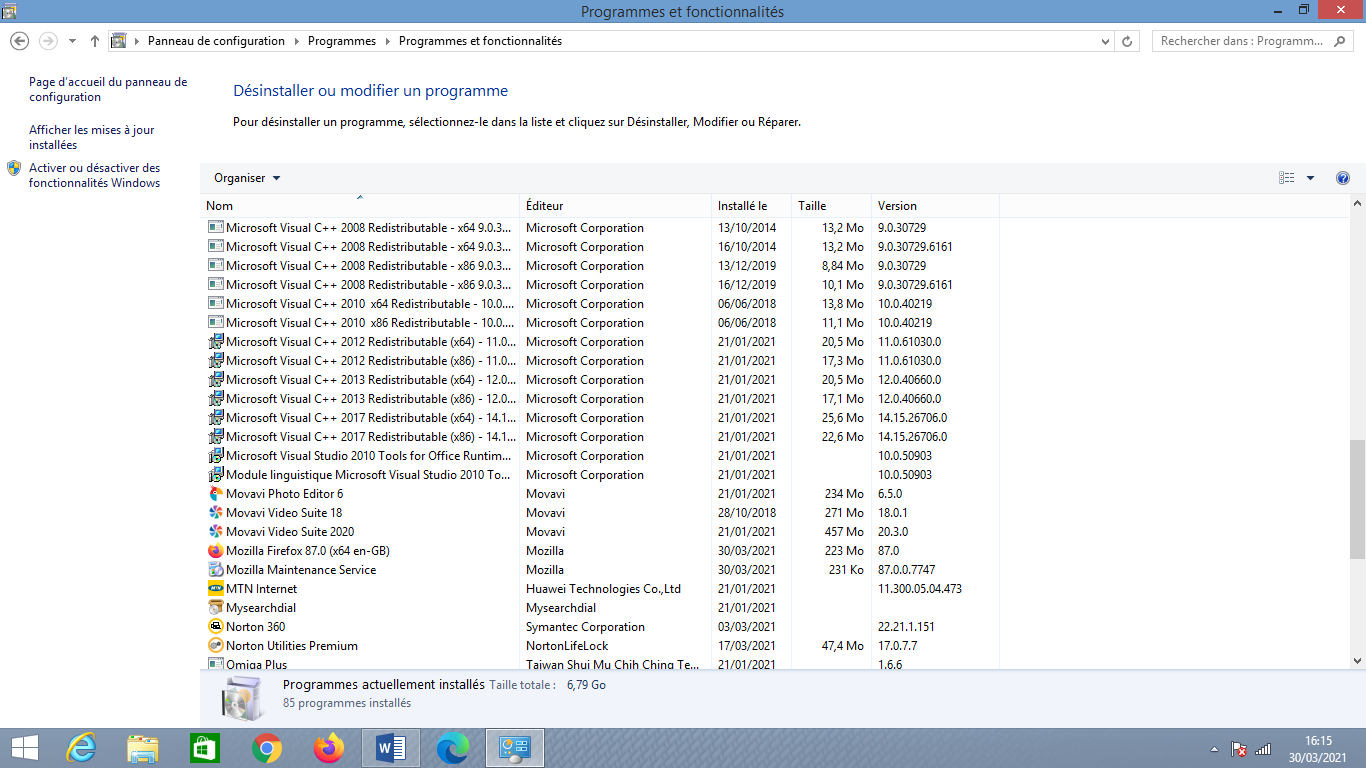 Programmes et fonctionnalités
Panneau de configuration Programmes Programmes et fonctionnalités
Rechercher dans : Programm...
Page d'accueil du panneau de configuration
Afficher les mises à jour installées
Activer ou désactiver des fonctionnalités Windows
Désinstaller ou modifier un programme
Pour désinstaller un programme, sélectionnez-le dans la liste et cliquez sur Désinstaller, Modifier ou Réparer.
Organiser
Nom Éditeur Installé le Taille Version
Microsoft Visual C++ 2008 Redistributable - x64 9.0.3... Microsoft Corporation 13/10/2014 13,2 Mo 9.0.30729
Microsoft Visual C++ 2008 Redistributable - x64 9.0.3... Microsoft Corporation 16/10/2014 13,2 Mo 9.0.30729.6161
Microsoft Visual C++ 2008 Redistributable - x86 9.0.3... Microsoft Corporation 13/12/2019 8,84 Mo 9.0.30729
Microsoft Visual C++ 2008 Redistributable - x86 9.0.3... Microsoft Corporation 16/12/2019 10,1 Mo 9.0.30729.6161
Microsoft Visual C++ 2010 x64 Redistributable - 10.0.... Microsoft Corporation 06/06/2018 13,8 Mo 10.0.40219
Microsoft Visual C++ 2010 x86 Redistributable - 10.0.... Microsoft Corporation 06/06/2018 11,1 Mo 10.0.40219
Microsoft Visual C++ 2012 Redistributable (x64) - 11.0... Microsoft Corporation 21/01/2021 20,5 Mo 11.0.61030.0
Microsoft Visual C++ 2012 Redistributable (x86) - 11.0... Microsoft Corporation 21/01/2021 17,3 Mo 11.0.61030.0
Microsoft Visual C++ 2013 Redistributable (x64) - 12.0... Microsoft Corporation 21/01/2021 20,5 Mo 12.0.40660.0
Microsoft Visual C++ 2013 Redistributable (x86) - 12.0... Microsoft Corporation 21/01/2021 17,1 Mo 12.0.40660.0
Microsoft Visual C++ 2017 Redistributable (x64) - 14.1... Microsoft Corporation 21/01/2021 25,6 Mo 14.15.26706.0
Microsoft Visual C++ 2017 Redistributable (x86) - 14.1... Microsoft Corporation 21/01/2021 22,6 Mo 14.15.26706.0
Microsoft Visual Studio 2010 Tools for Office Runtim... Microsoft Corporation 21/01/2021 10.0.50903
Module linguistique Microsoft Visual Studio 2010 To... Microsoft Corporation 21/01/2021 10.0.50903
Movavi Photo Editor 6 Movavi 21/01/2021 234 Mo 6.5.0
Movavi Video Suite 18 Movavi 28/10/2018 271 Mo 18.0.1
Movavi Video Suite 2020 Movavi 21/01/2021 457 Mo 20.3.0
Mozilla Firefox 87.0 (x64 en-GB) Mozilla 30/03/2021 223 Mo 87.0
Mozilla Maintenance Service Mozilla 30/03/2021 231 Ko 87.0.0.7747
MTN Internet Huawei Technologies Co.,Ltd 21/01/2021 11.300.05.04.473
Mysearchdial Mysearchdial 21/01/2021
Norton 360 Symantec Corporation 03/03/2021 22.21.1.151
Norton Utilities Premium NortonLifeLock 17/03/2021 47,4 Mo 17.0.7.7
Omiga Plus Taiwan Shui Mu Chih Ching Te... 21/01/2021 1.6.6
Programmes actuellement installés Taille totale : 6,79 Go
85 programmes installés
16:15
30/03/2021